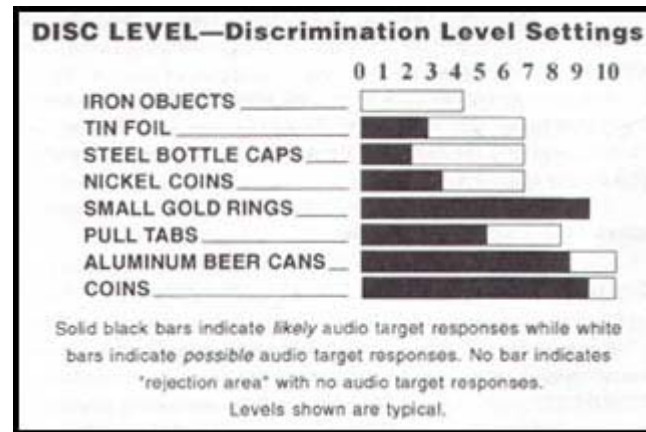 DISC LEVEL—Discrimination Level Settings
0 1 2 3 4 5 6 7 8 9 10
IRON OBJECTS
TIN FOIL
STEEL BOTTLE CAPS
NICKEL COINS
SMALL GOLD RINGS
PULL TABS
ALUMINUM BEER CANS
COINS
Solid black bars indicate likely audio target responses while white
bars indicate possible audio target responses. No bar indicates
"rejection area" with no audio target responses.
Levels shown are typical.